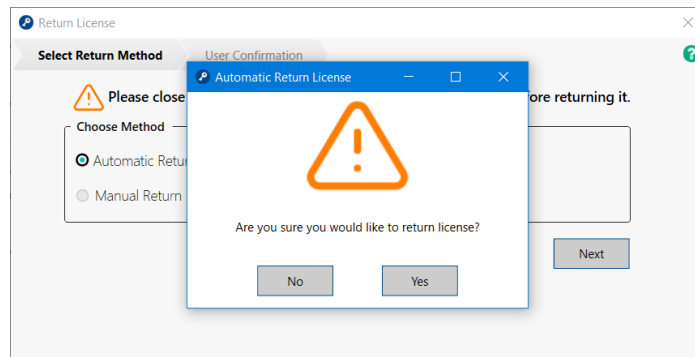 Return License
Select Return Method User Confirmation
Automatic Return License
Please close ore returning it.
Choose Method
Automatic Retu
Manual Return
Are you sure you would like to return license?
No Yes
Next